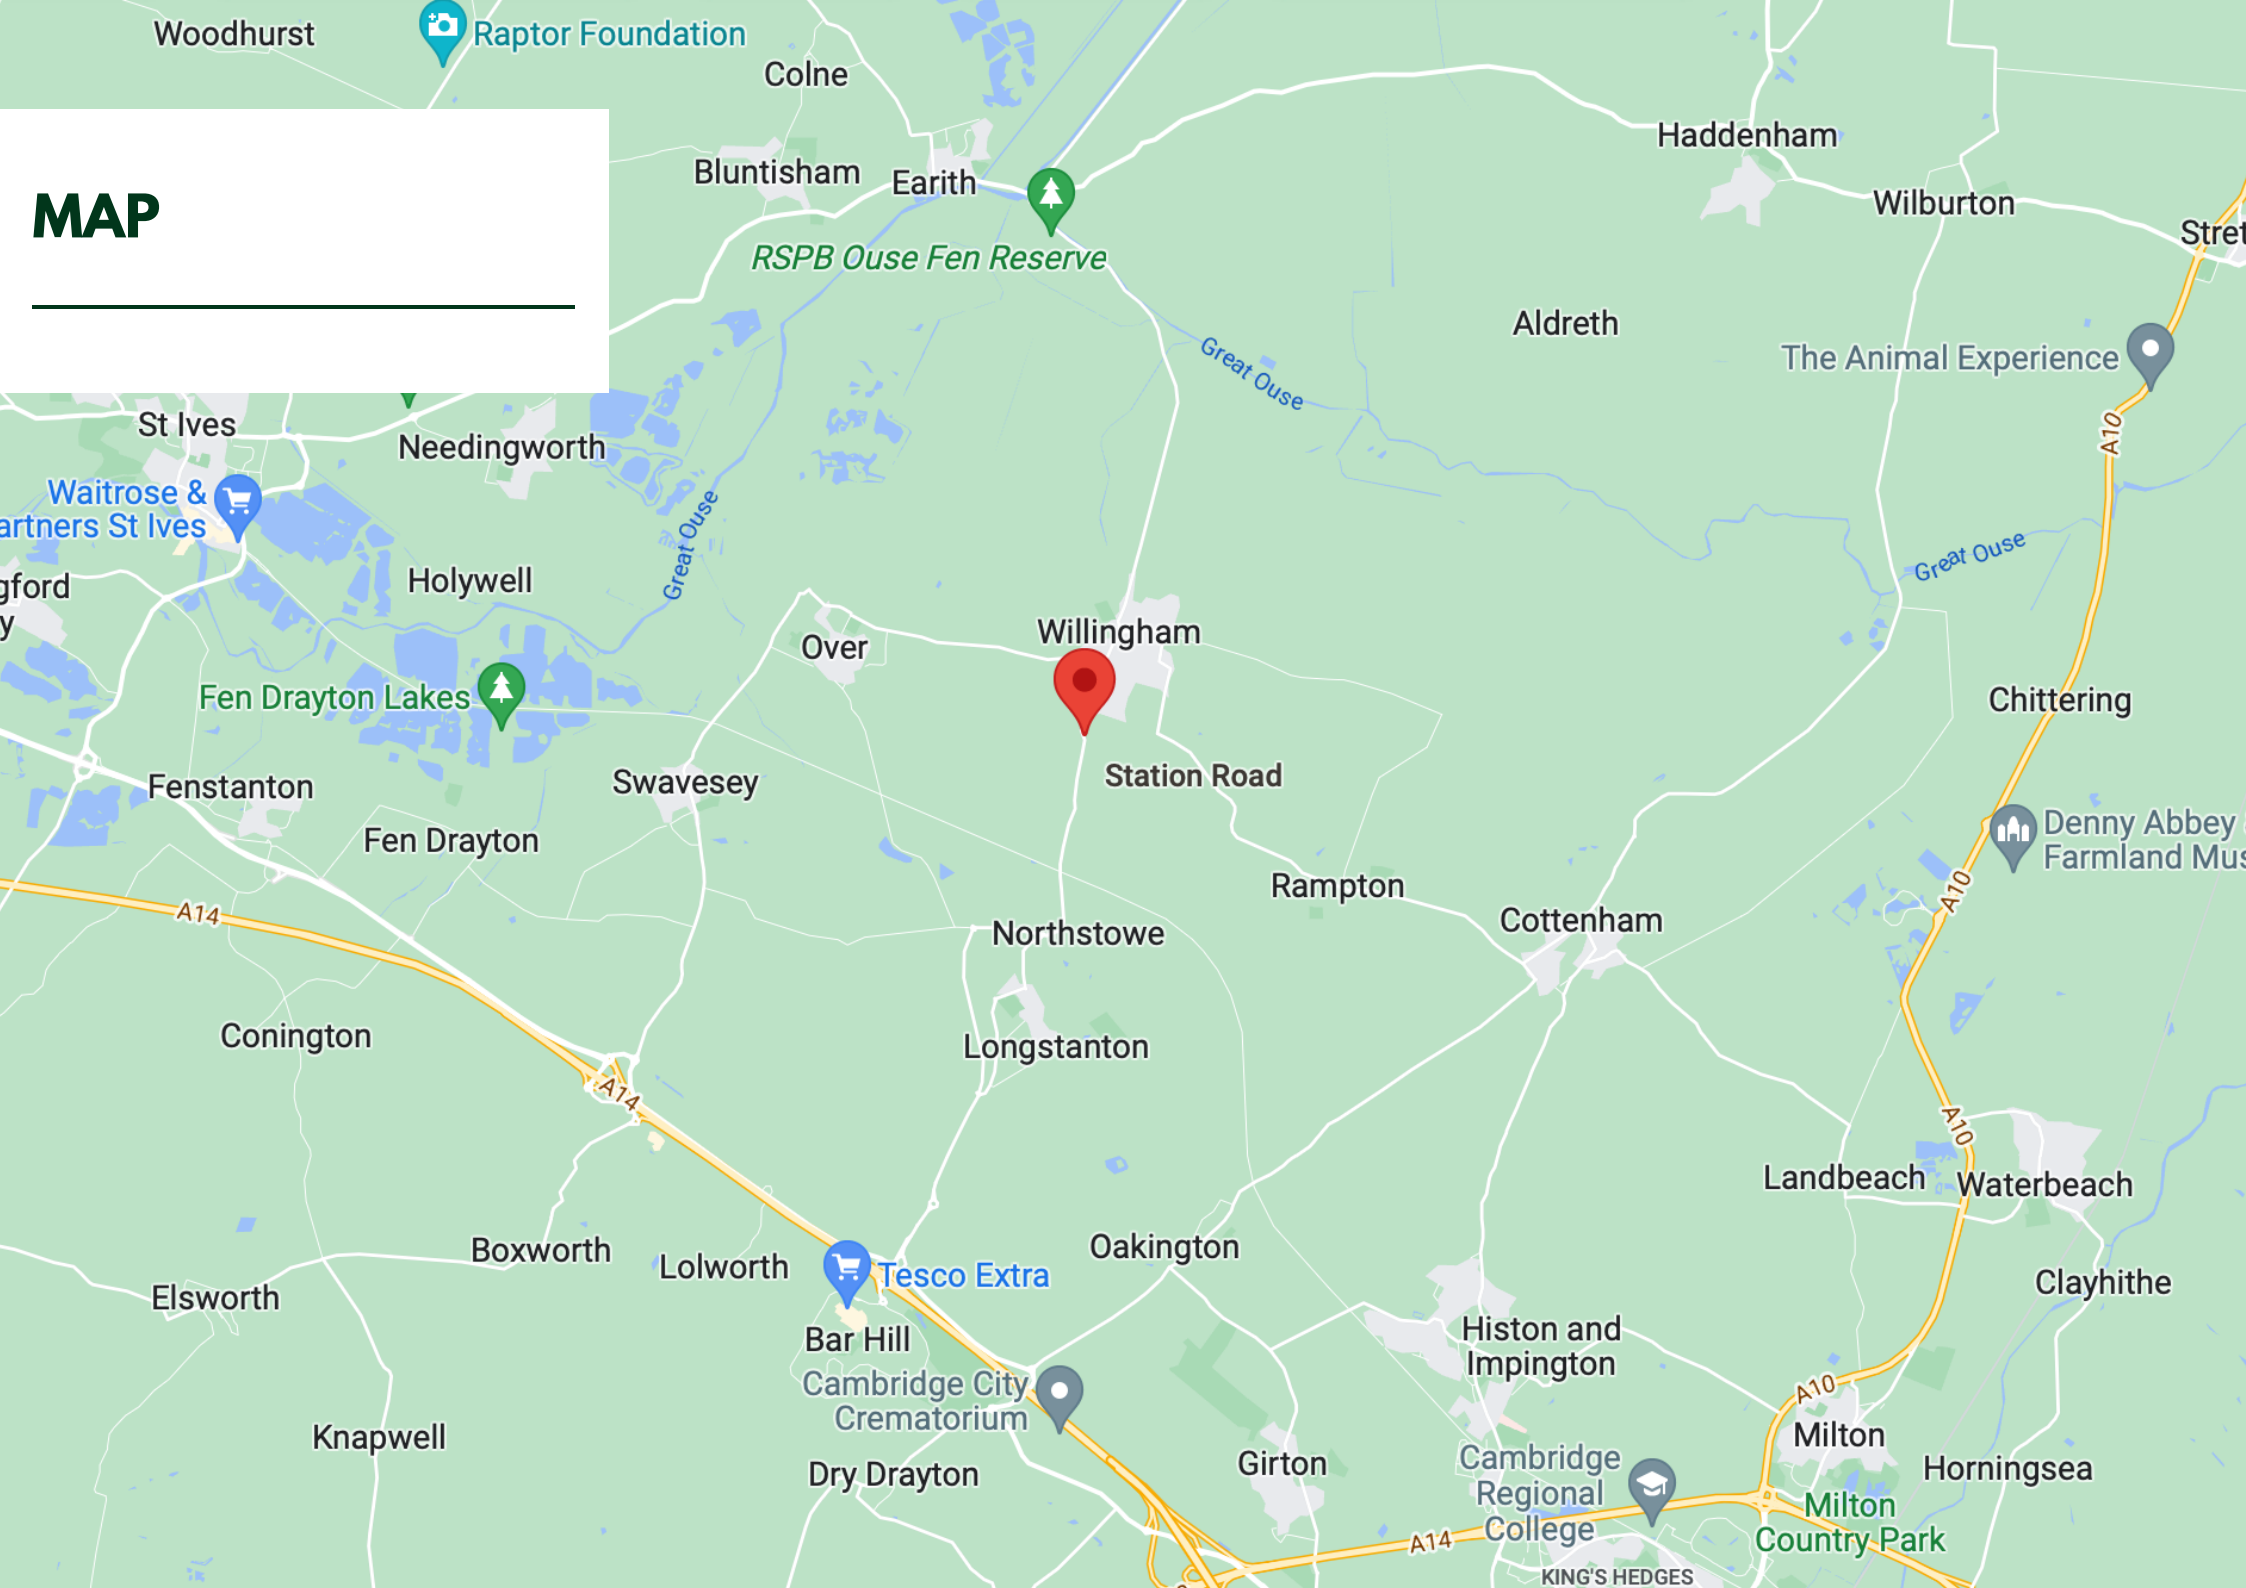 Woodhurst
Raptor Foundation
Colne
Haddenham
Bluntisham
Earith
MAP
Wilburton
Stret
RSPB Ouse Fen Reserve
Aldreth
Great Ouse
The Animal Experience
St Ives
Needingworth
A10
Waitrose &
artners St Ives
Great Ouse
Great Ouse
Holywell
gford
y
Willingham
Over
Fen Drayton Lakes
Chittering
Station Road
Swavesey
Fenstanton
Denny Abbey
Farmland Mus
Fen Drayton
Rampton
A10
A14
Cottenham
Northstowe
Conington
Longstanton
A14
A10
Landbeach
Waterbeach
Boxworth
Lolworth
Oakington
Tesco Extra
Clayhithe
Elsworth
Bar Hill
Histon and
Impington
Cambridge City
Crematorium
A10
Knapwell
Milton
Dry Drayton
Girton
Cambridge
Regional
College
Horningsea
Milton
Country Park
A14
KING'S HEDGES